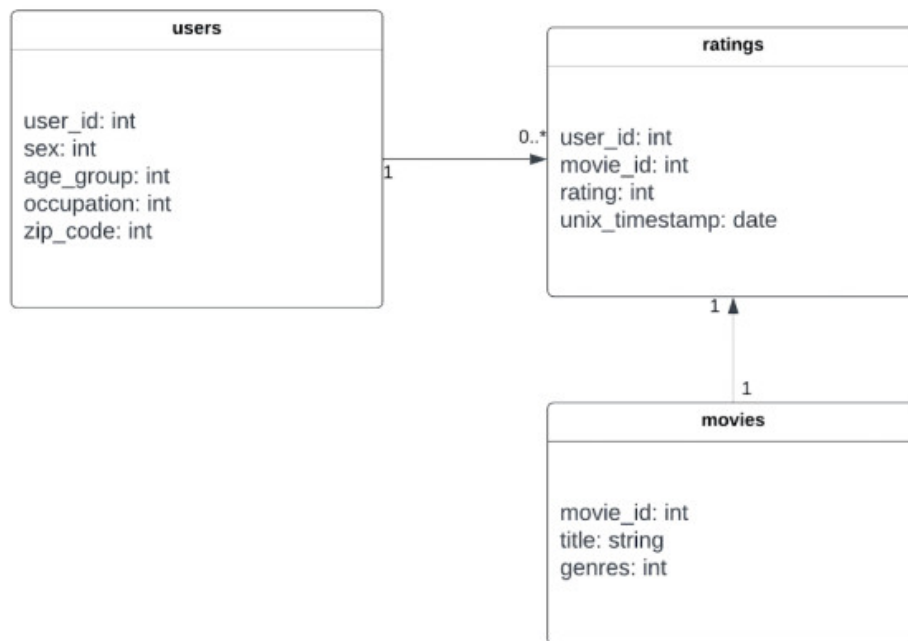 users
user_id: int
sex: int
age_group: int
occupation: int
zip_code: int
1
0..*
ratings
user_id: int
movie_id: int
rating: int
unix_timestamp: date
1
1
movies
movie_id: int
title: string
genres: int